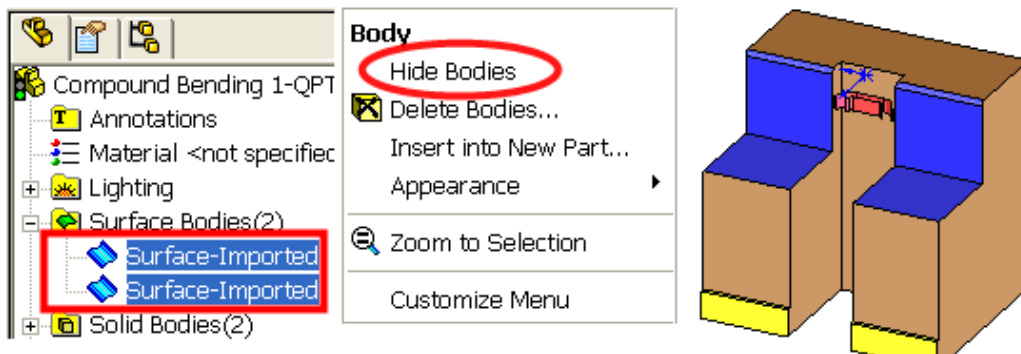 Compound Bending 1-QPT
T Annotations
Material <not specified
Lighting
Surface Bodies(2)
Surface-Imported
Surface-Imported
Solid Bodies(2)
Body
Hide Bodies
Delete Bodies...
Insert into New Part...
Appearance
Zoom to Selection
Customize Menu